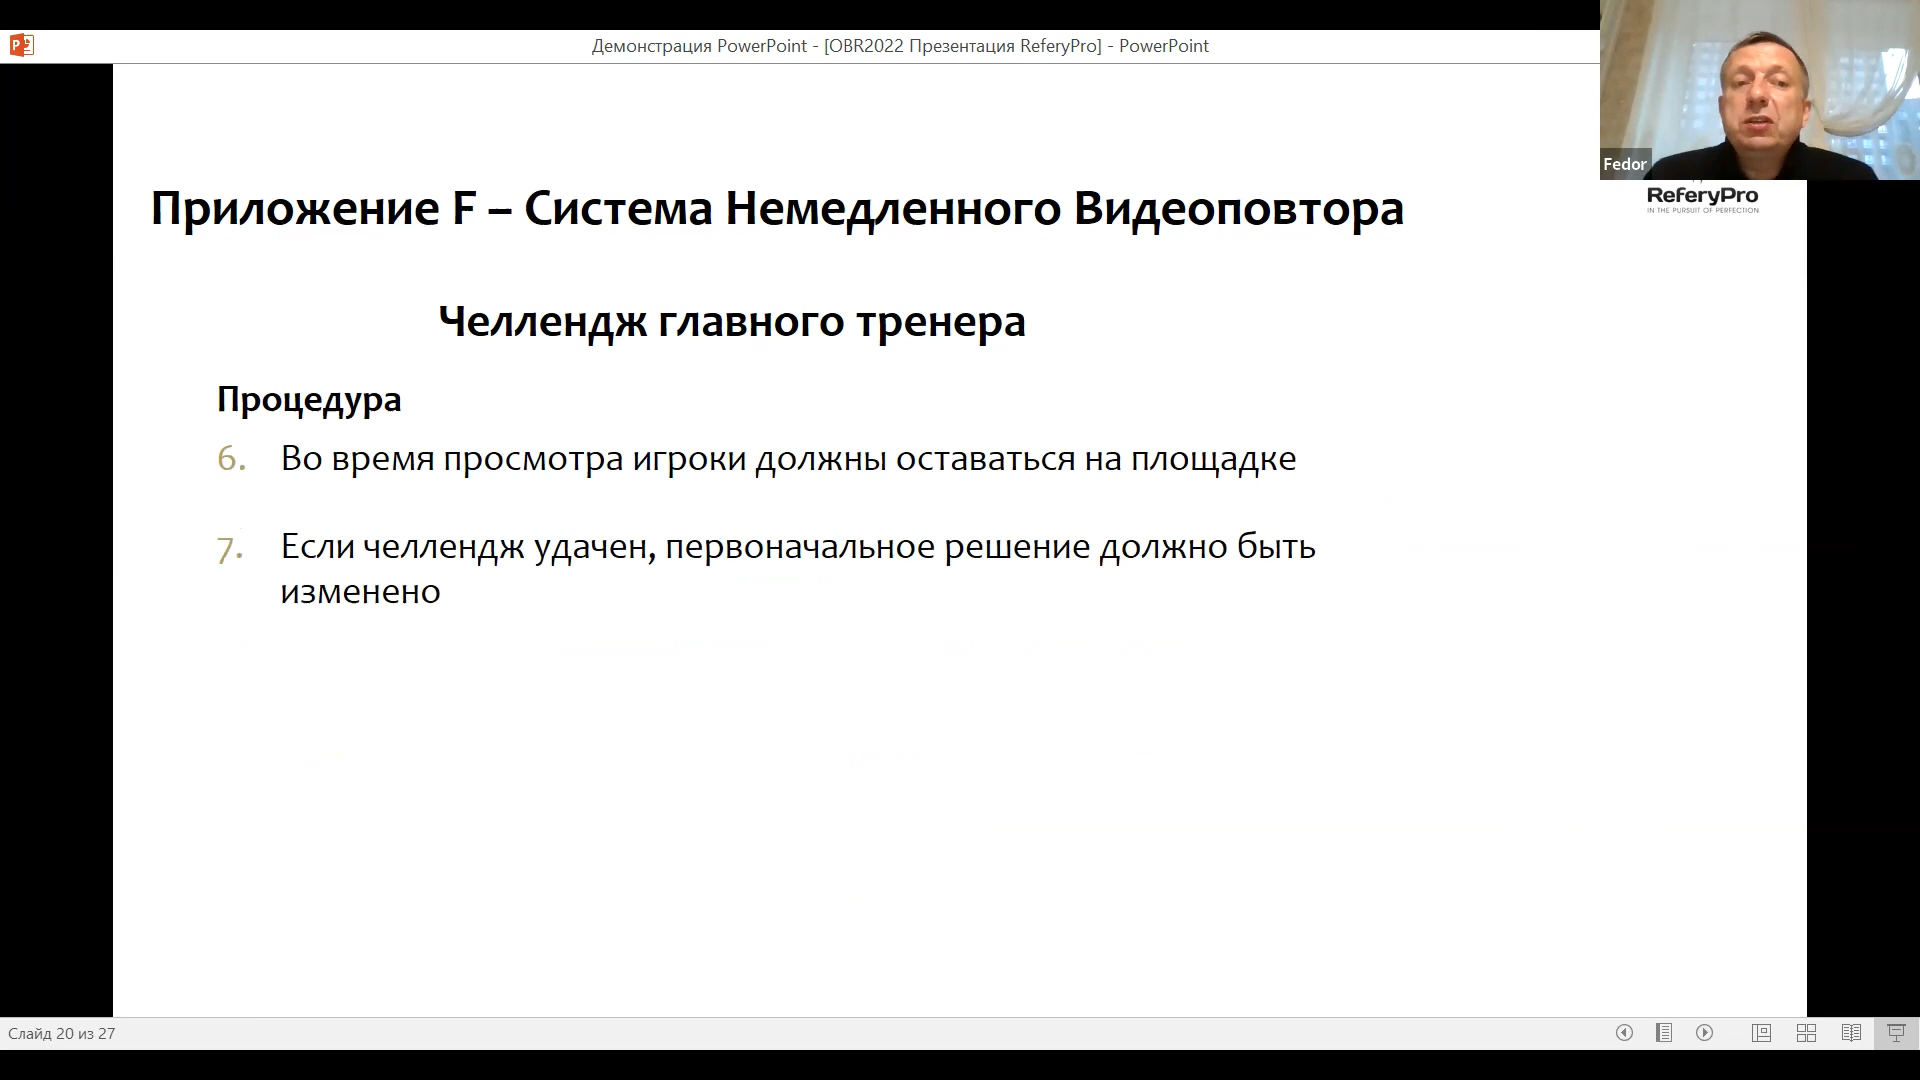 Демонстрация PowerPoint - [OBR2022 Презентация ReferyPro] - PowerPoint
Fedor
ReferyPro
IN THE PURSUIT OF PERFECTION
Приложение F – Система Немедленного Видеоповтора
Челлендж главного тренера
Процедура
6. Во время просмотра игроки должны оставаться на площадке
7. Если челлендж удачен, первоначальное решение должно быть
изменено
Слайд 20 из 27